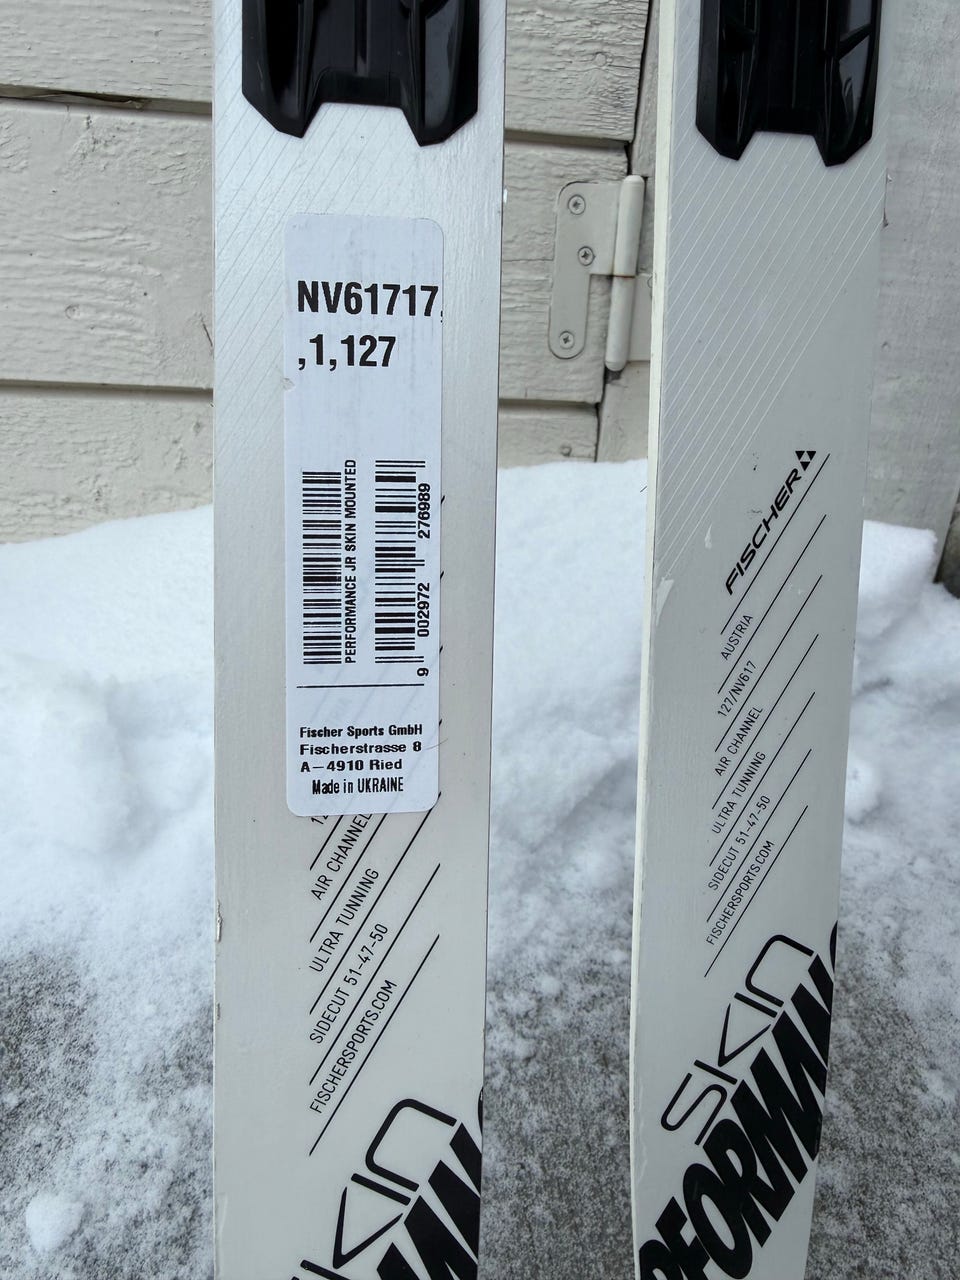 NV61717,
,1,127
PERFORMANCE JR SKIN MOUNTED
9 002972 276989
Fischer Sports GmbH
Fischerstrasse 8
A-4910 Ried
Made in UKRAINE
AIR CHANNEL
ULTRA TUNNING
SIDECUT 51-47-50
FISCHERSPORTS.COM
SKIN
FISCHER
AUSTRIA
127/NV617
AIR CHANNEL
ULTRA TUNNING
SIDECUT 51-47-50
FISCHERSPORTS.COM
SKIN